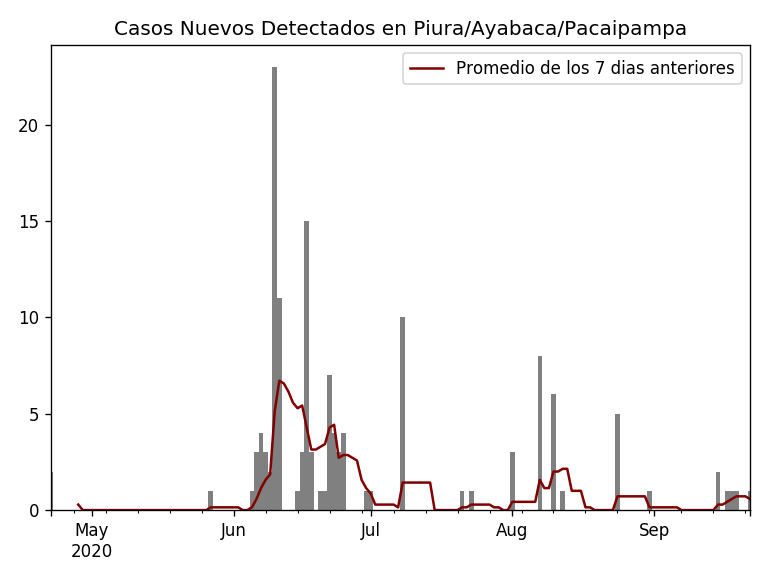 Casos Nuevos Detectados en Piura/Ayabaca/Pacaipampa
Promedio de los 7 dias anteriores
20
15
10
5
0
May Jun Jul Aug Sep
2020